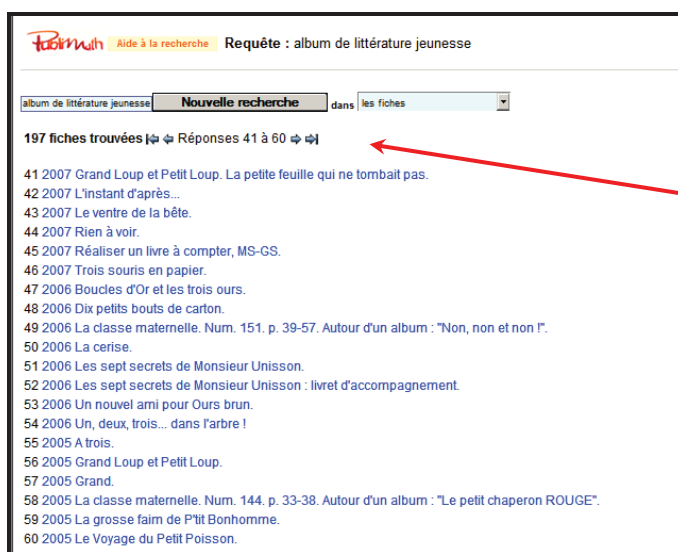 PubliMath Aide à la recherche Requête : album de littérature jeunesse
album de littérature jeunesse Nouvelle recherche dans les fiches
197 fiches trouvées Réponses 41 à 60
41 2007 Grand Loup et Petit Loup. La petite feuille qui ne tombait pas.
42 2007 L'instant d'après...
43 2007 Le ventre de la bête.
44 2007 Rien à voir.
45 2007 Réaliser un livre à compter, MS-GS.
46 2007 Trois souris en papier.
47 2006 Boucles d'Or et les trois ours.
48 2006 Dix petits bouts de carton.
49 2006 La classe maternelle. Num. 151. p. 39-57. Autour d'un album : "Non, non et non !".
50 2006 La cerise.
51 2006 Les sept secrets de Monsieur Unisson.
52 2006 Les sept secrets de Monsieur Unisson : livret d'accompagnement.
53 2006 Un nouvel ami pour Ours brun.
54 2006 Un, deux, trois... dans l'arbre !
55 2005 A trois.
56 2005 Grand Loup et Petit Loup.
57 2005 Grand.
58 2005 La classe maternelle. Num. 144. p. 33-38. Autour d'un album : "Le petit chaperon ROUGE".
59 2005 La grosse faim de P'tit Bonhomme.
60 2005 Le Voyage du Petit Poisson.